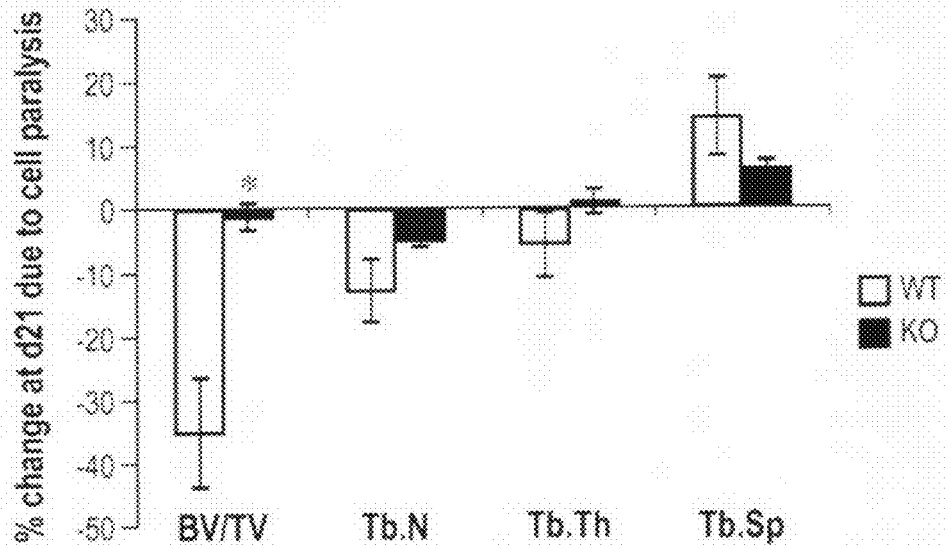 % change at d21 due to cell paralysis
30
20
10
0
-10
-20
-30
-40
-50
*
BV/TV Tb.N Tb.Th Tb.Sp
WT
KO